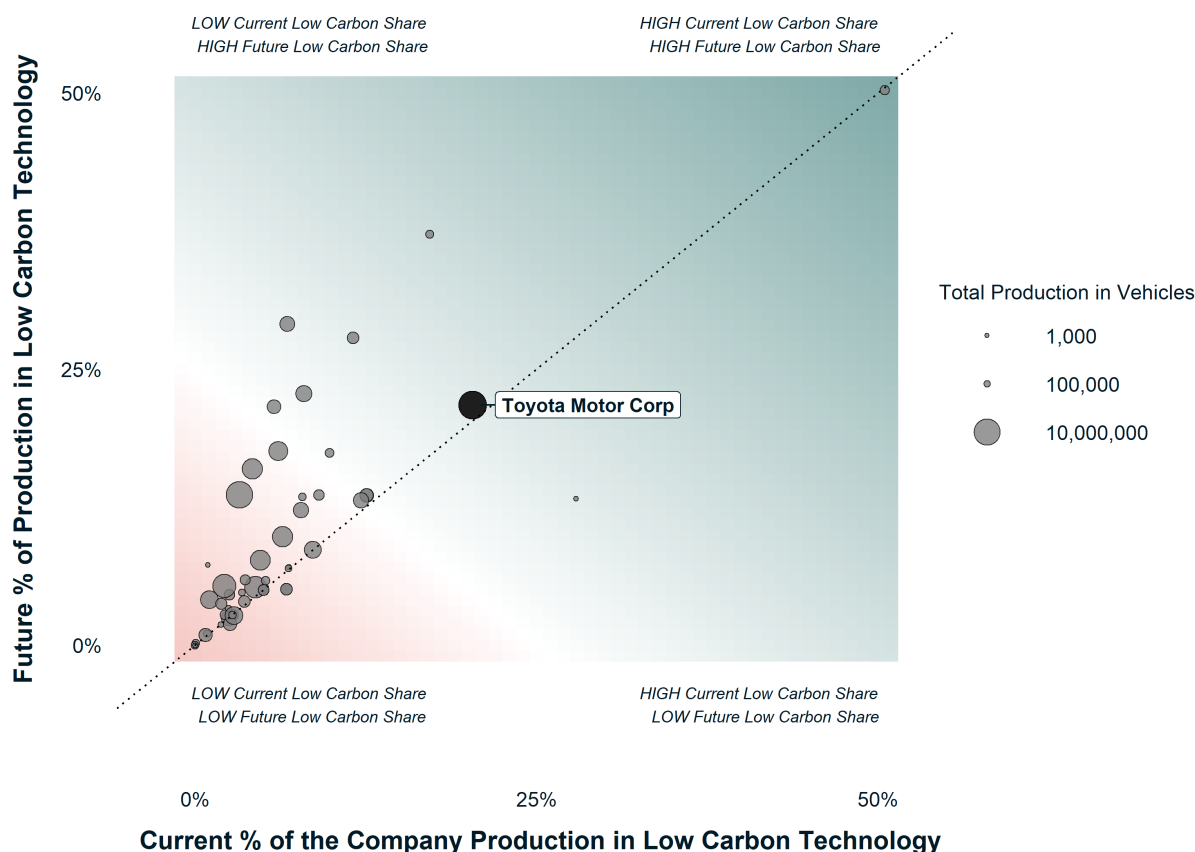 LOW Current Low Carbon Share
HIGH Future Low Carbon Share
HIGH Current Low Carbon Share
HIGH Future Low Carbon Share
Future % of Production in Low Carbon Technology
50%
25%
0%
Toyota Motor Corp
Total Production in Vehicles
1,000
100,000
10,000,000
LOW Current Low Carbon Share
LOW Future Low Carbon Share
HIGH Current Low Carbon Share
LOW Future Low Carbon Share
0%
25%
50%
Current % of the Company Production in Low Carbon Technology